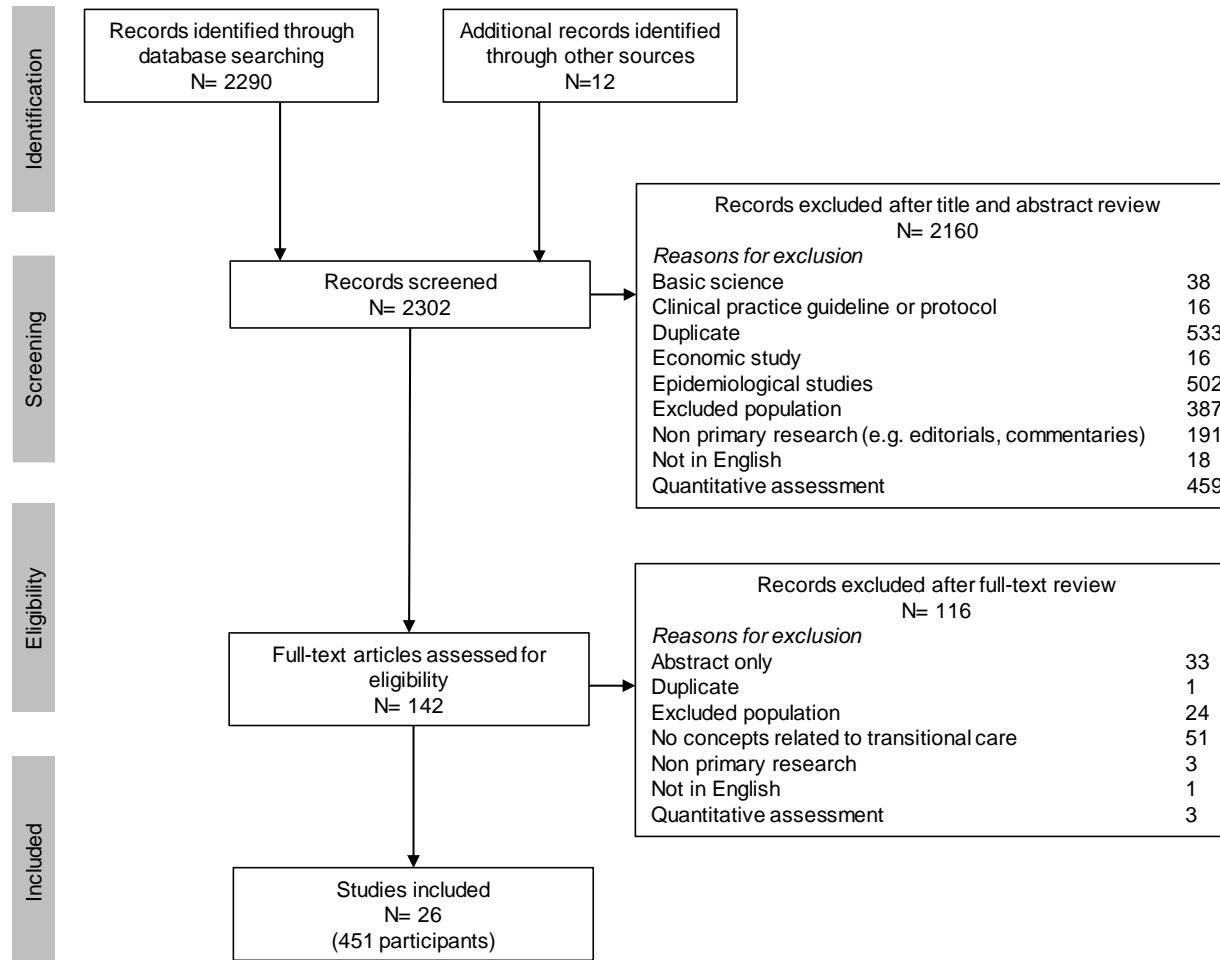 Identification
Records identified through
database searching
N= 2290
Additional records identified
through other sources
N=12
Screening
Records screened
N= 2302
Records excluded after title and abstract review
N= 2160
Reasons for exclusion
Basic science 38
Clinical practice guideline or protocol 16
Duplicate 533
Economic study 16
Epidemiological studies 502
Excluded population 387
Non primary research (e.g. editorials, commentaries) 191
Not in English 18
Quantitative assessment 459
Eligibility
Full-text articles assessed for
eligibility
N= 142
Records excluded after full-text review
N= 116
Reasons for exclusion
Abstract only 33
Duplicate 1
Excluded population 24
No concepts related to transitional care 51
Non primary research 3
Not in English 1
Quantitative assessment 3
Included
Studies included
N= 26
(451 participants)